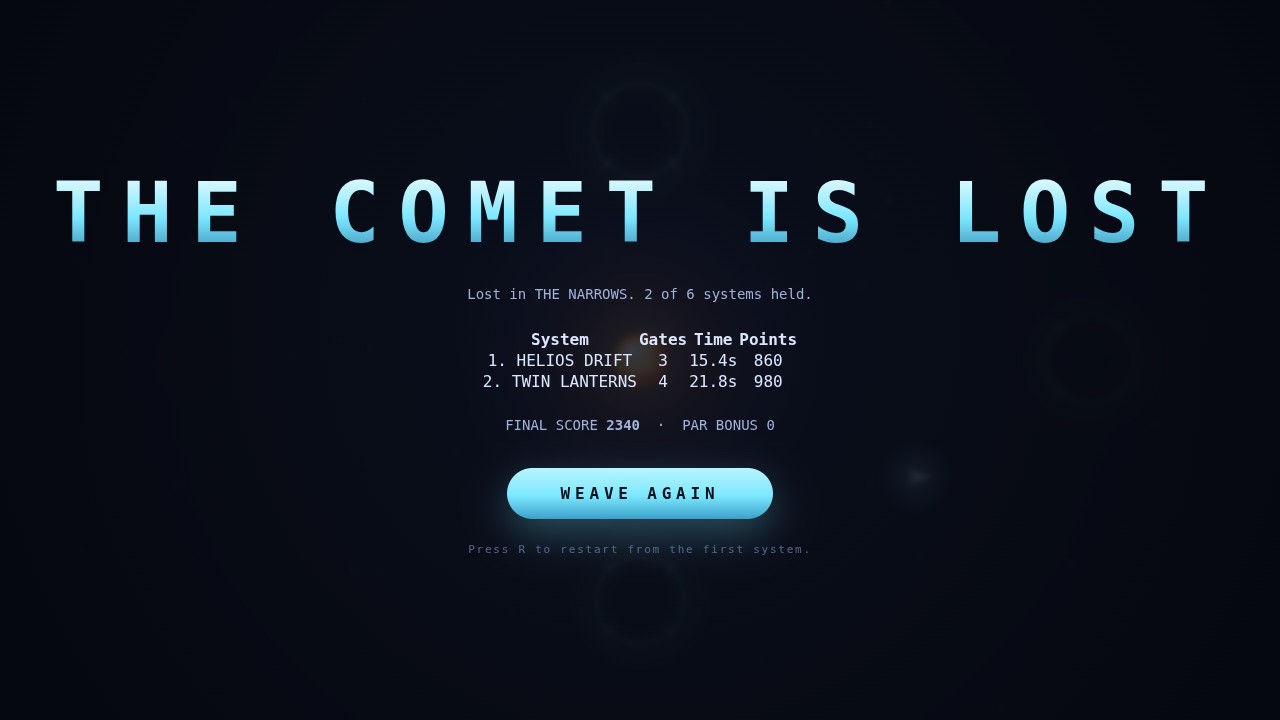 THE COMET IS LOST
Lost in THE NARROWS. 2 of 6 systems held.
System Gates Time Points
1. HELIOS DRIFT 3 15.4s 860
2. TWIN LANTERNS 4 21.8s 980
FINAL SCORE 2340 · PAR BONUS 0
WEAVE AGAIN
Press R to restart from the first system.